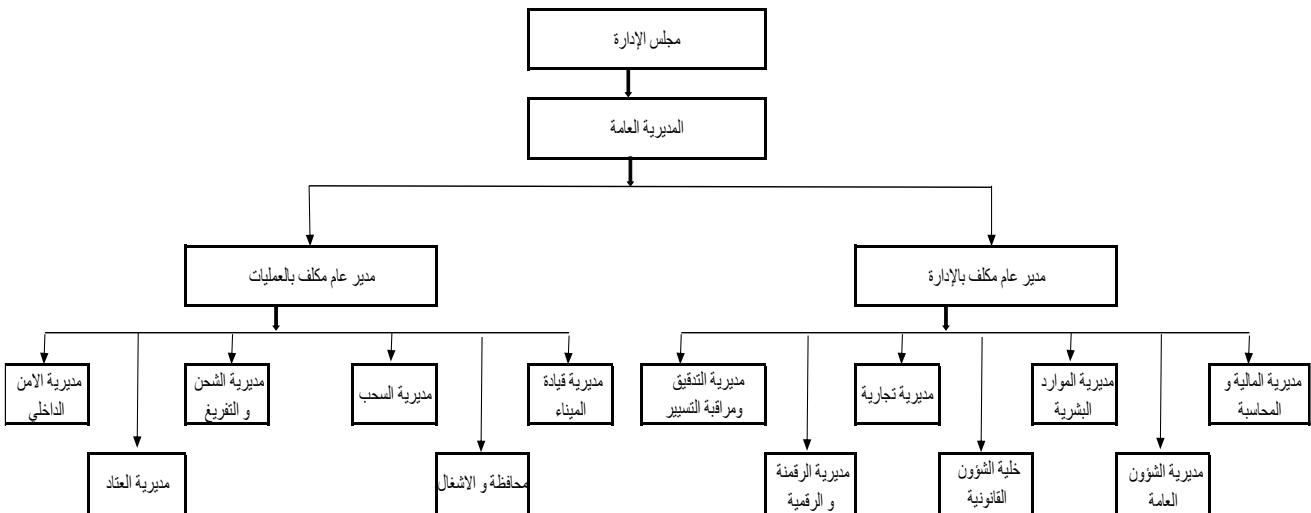 مجلس الإدارة
المديرية العامة
مدير عام مكلف بالإدارة
مدير عام مكلف بالعمليات
مديرية المالية و
المحاسبة
مديرية الموارد
البشرية
مديرية تجارية
مديرية التدقيق
ومراقبة التسيير
مديرية قيادة
الميناء
مديرية السحب
مديرية الشحن
و التفريغ
مديرية الامن
الداخلي
مديرية الشؤون
العامة
خلية الشؤون
القانونية
مديرية الرقمنة
و الرقمية
محافظة و الاشغال
مديرية العتاد